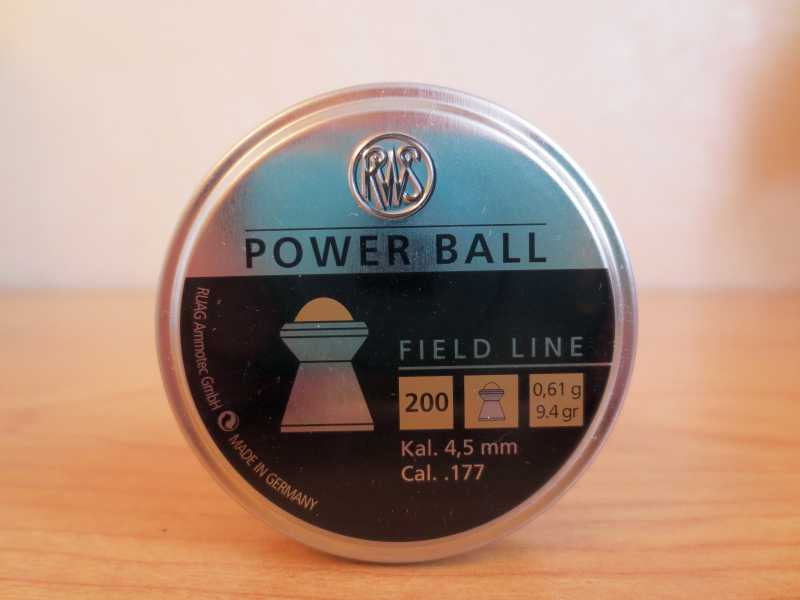 RWS
POWER BALL
FIELD LINE
200
0,61 g
9.4 gr
Kal. 4,5 mm
Cal. .177
RUAG Ammotec GmbH
MADE IN GERMANY